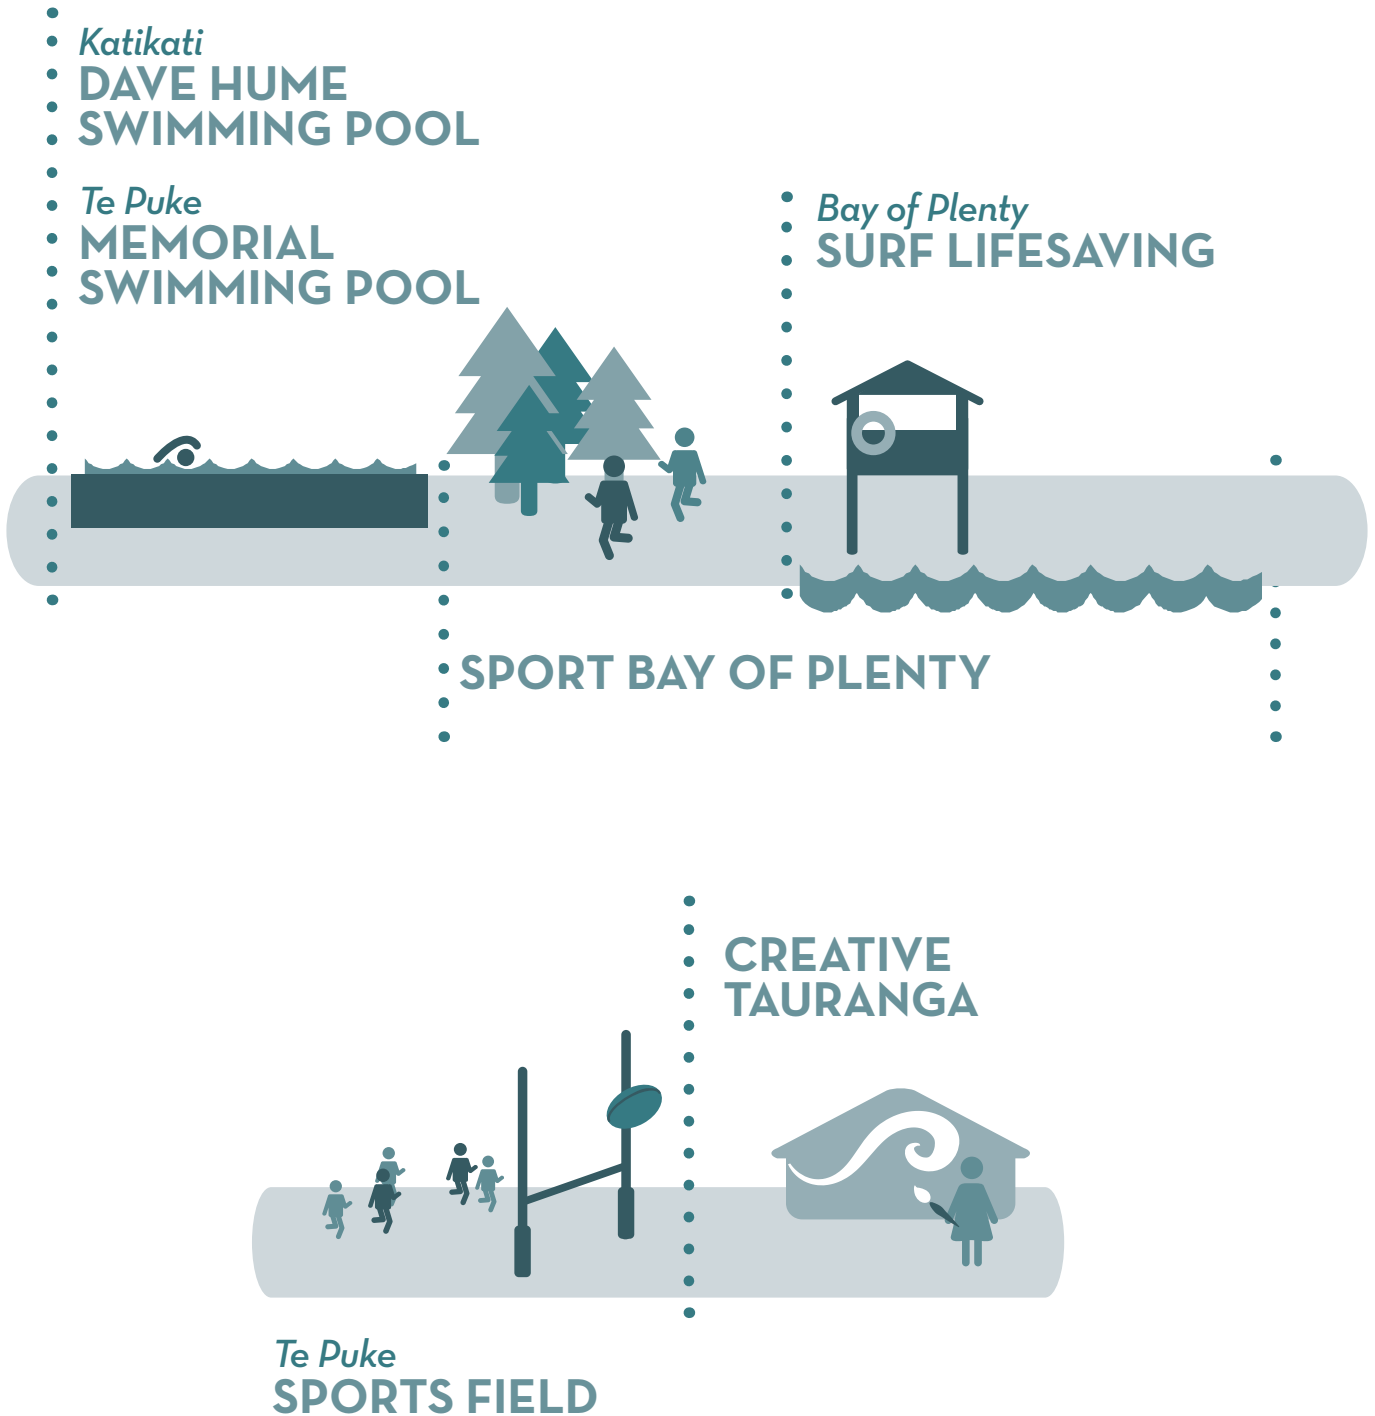 Katikati
DAVE HUME
SWIMMING POOL
Te Puke
MEMORIAL
SWIMMING POOL
Bay of Plenty
SURF LIFESAVING
SPORT BAY OF PLENTY
CREATIVE
TAURANGA
Te Puke
SPORTS FIELD